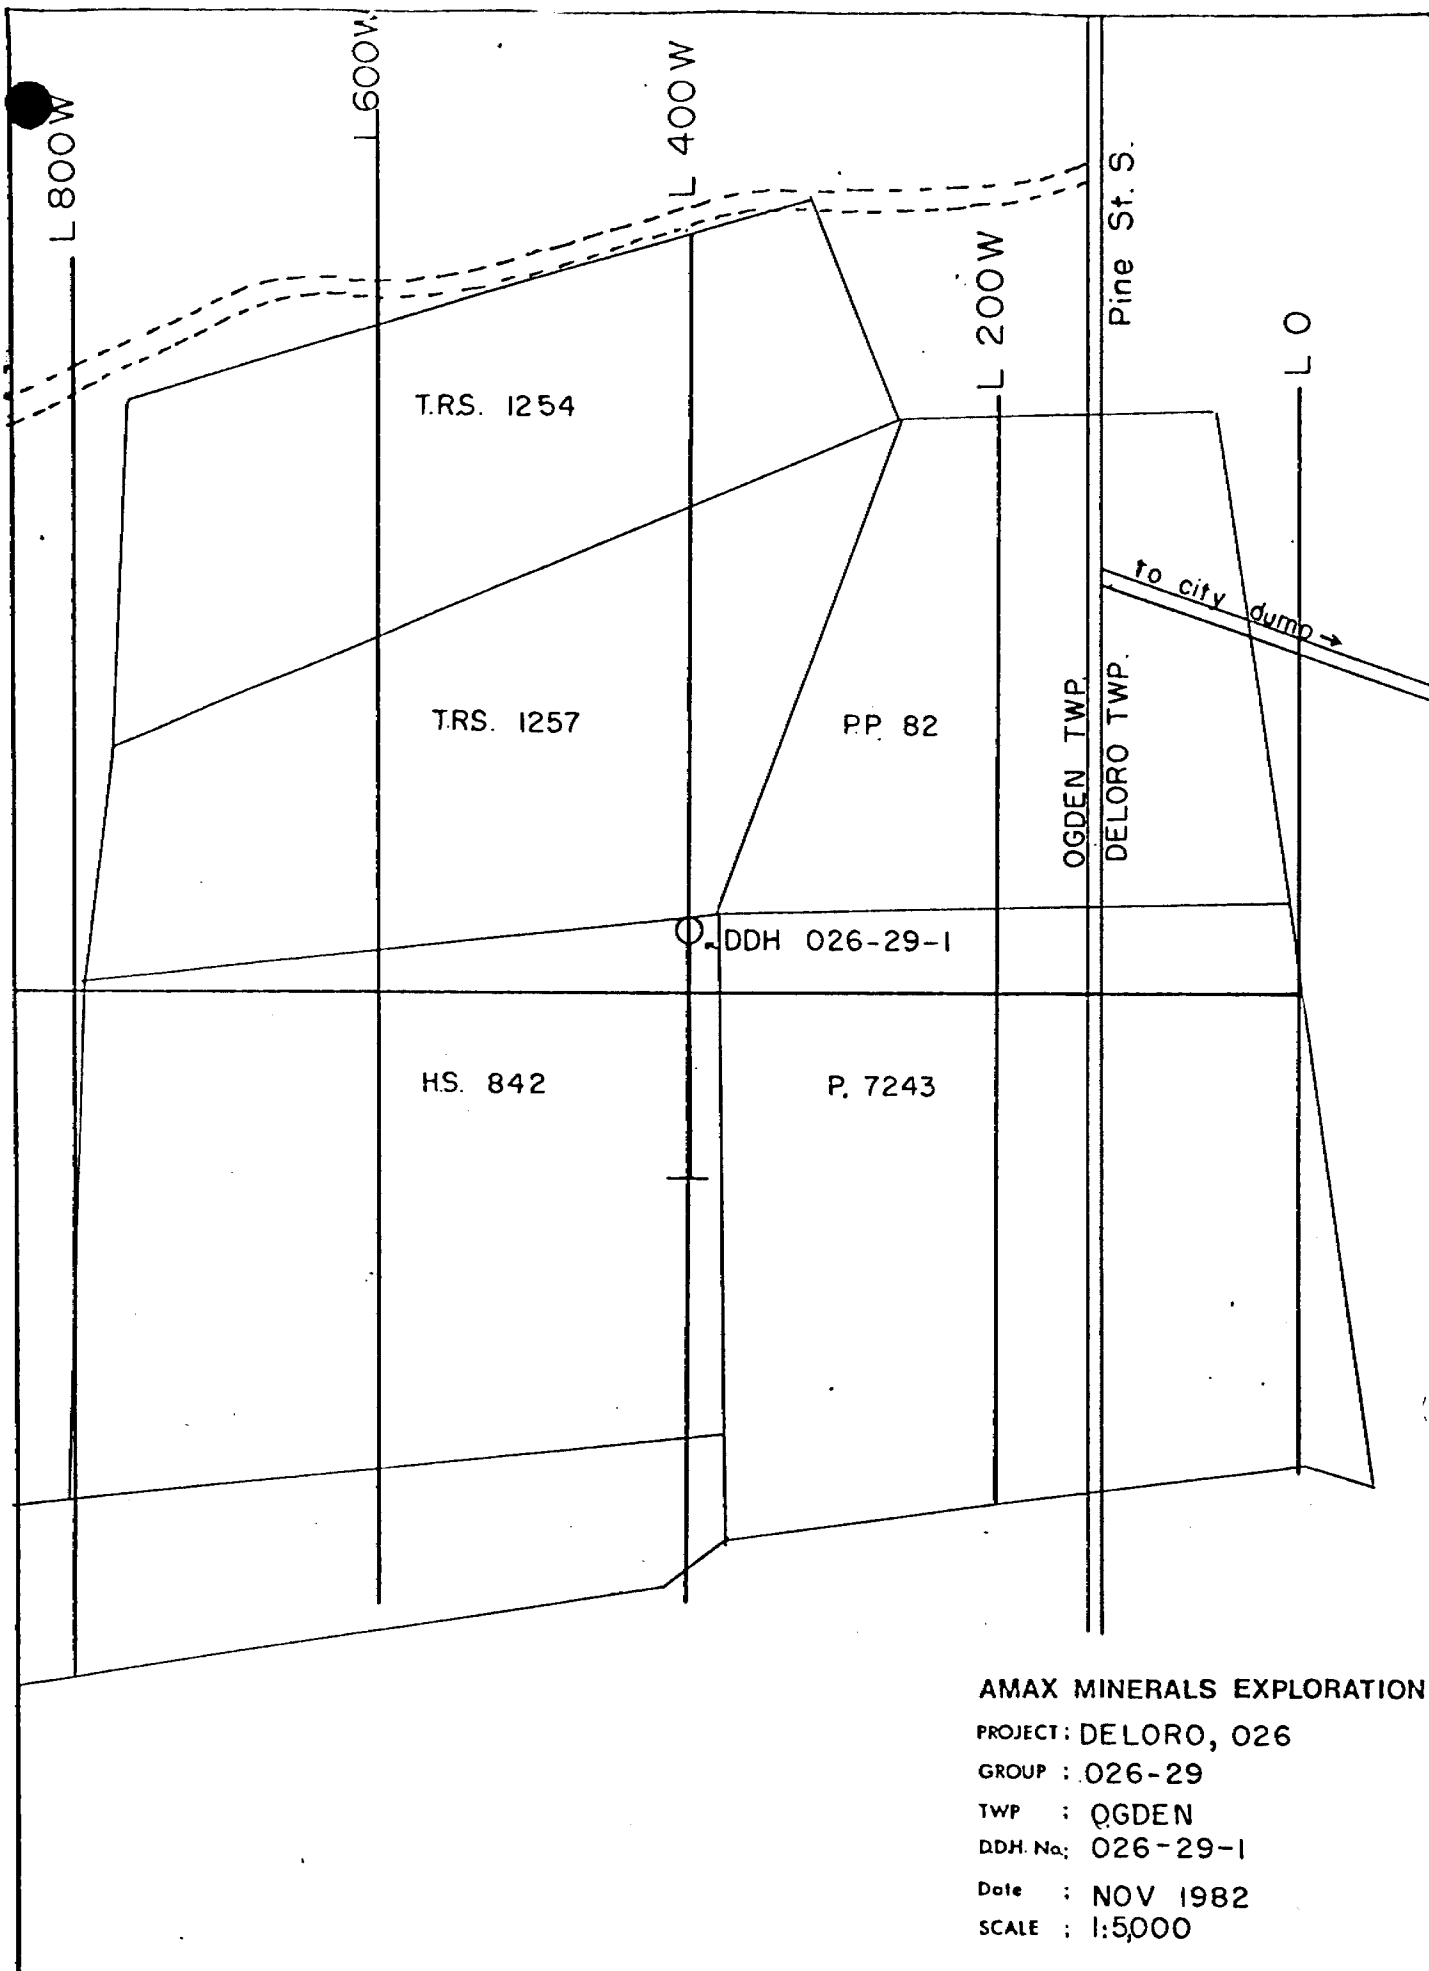 L 800W
L 600W
L 400W
L 200W
Pine St. S.
L 0
T.R.S. 1254
to city dump →
T.R.S. 1257
P.P. 82
OGDEN TWP.
DELORO TWP.
DDH 026-29-1
H.S. 842
P. 7243
AMAX MINERALS EXPLORATION
PROJECT: DELORO, 026
GROUP : 026-29
TWP : OGDEN
D.D.H. No: 026-29-1
Date : NOV 1982
SCALE : 1:5,000